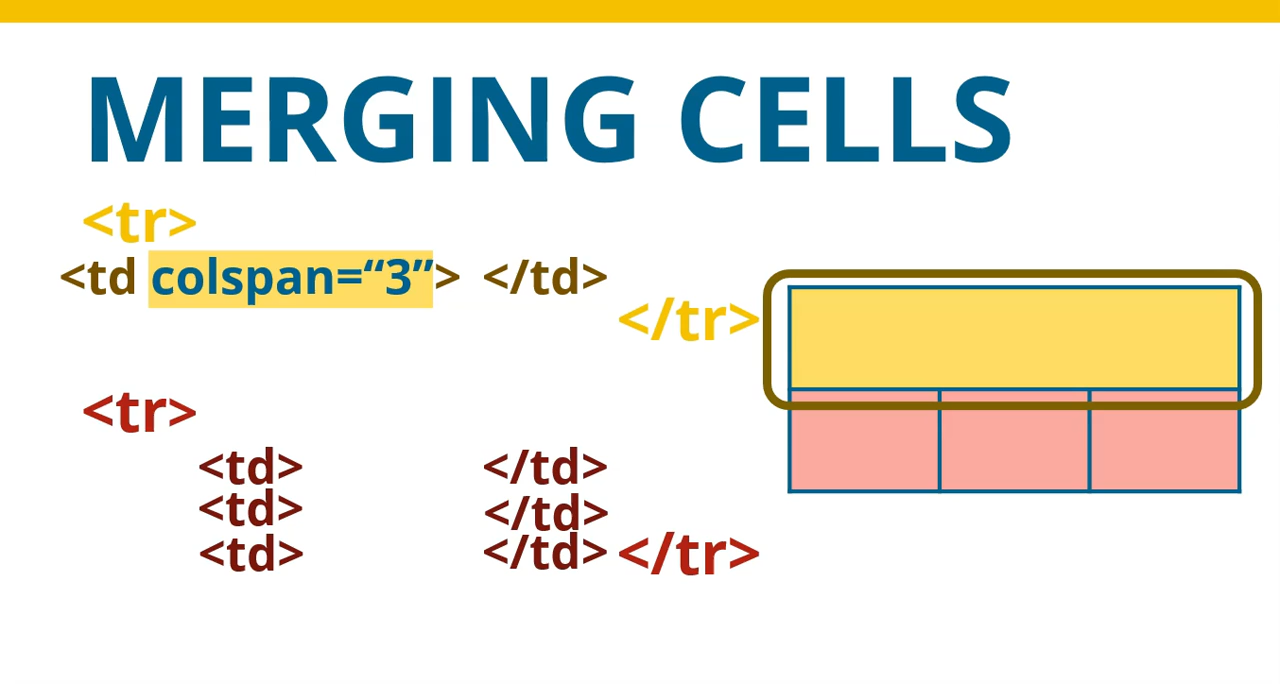 MERGING CELLS
<tr>
<td colspan=“3”> </td>
</tr>
<tr>
<td> </td>
<td> </td>
<td> </td> </tr>